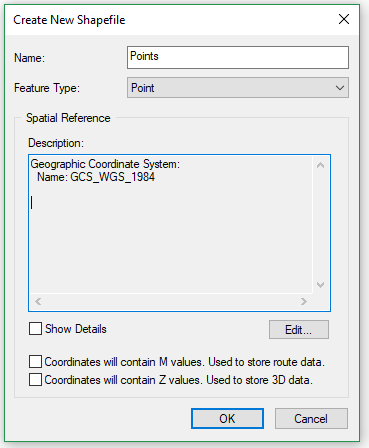 Create New Shapefile
Name:
Points
Feature Type:
Point
Spatial Reference
Description:
Geographic Coordinate System:
Name: GCS_WGS_1984
Show Details
Edit...
Coordinates will contain M values. Used to store route data.
Coordinates will contain Z values. Used to store 3D data.
OK
Cancel